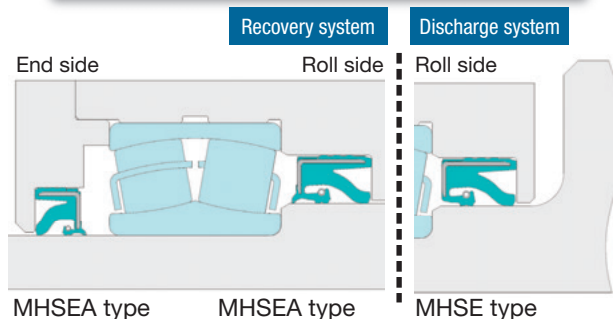 Recovery system
Discharge system
End side
Roll side
Roll side
MHSEA type
MHSEA type
MHSE type